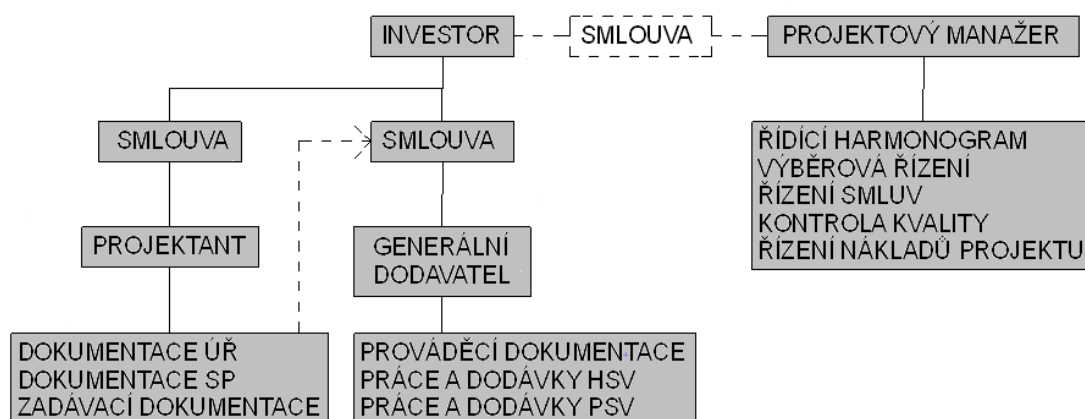 INVESTOR
SMLOUVA
PROJEKTOVÝ MANAŽER
SMLOUVA
SMLOUVA
ŘÍDÍCÍ HARMONOGRAM
VÝBĚROVÁ ŘÍZENÍ
ŘÍZENÍ SMLUV
KONTROLA KVALITY
ŘÍZENÍ NÁKLADŮ PROJEKTU
PROJEKTANT
GENERÁLNÍ
DODAVATEL
DOKUMENTACE ÚŘ
DOKUMENTACE SP
ZADÁVACÍ DOKUMENTACE
PROVÁDĚCÍ DOKUMENTACE
PRÁCE A DODÁVKY HSV
PRÁCE A DODÁVKY PSV